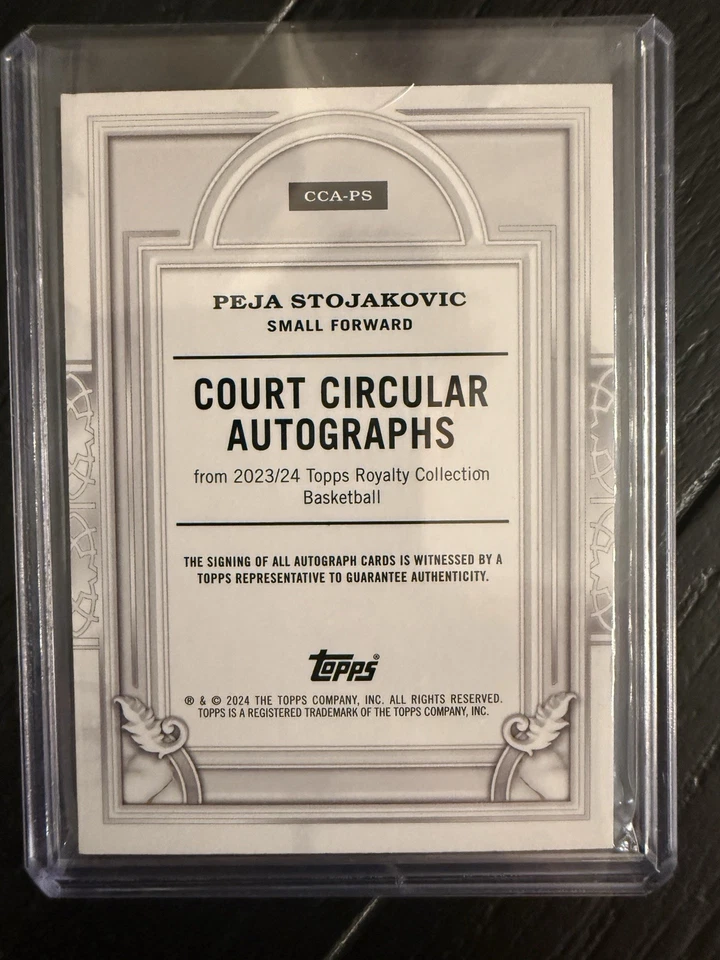 CCA-PS
PEJA STOJAKOVIC
SMALL FORWARD
COURT CIRCULAR
AUTOGRAPHS
from 2023/24 Topps Royalty Collection
Basketball
THE SIGNING OF ALL AUTOGRAPH CARDS IS WITNESSED BY A
TOPPS REPRESENTATIVE TO GUARANTEE AUTHENTICITY.
Topps®
® & © 2024 THE TOPPS COMPANY, INC. ALL RIGHTS RESERVED.
TOPPS IS A REGISTERED TRADEMARK OF THE TOPPS COMPANY, INC.